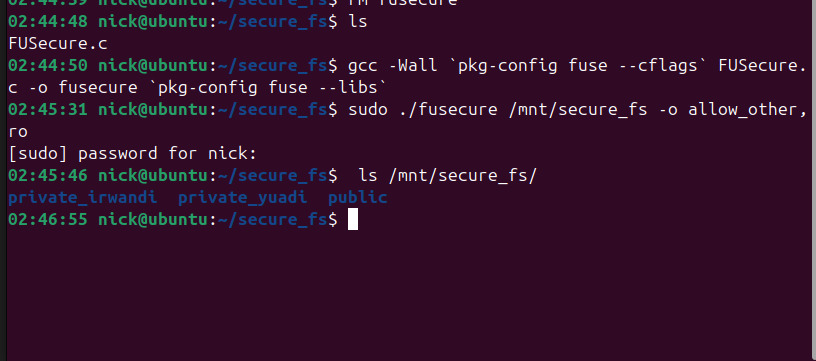 02:44:39 nick@ubuntu:~/secure_fs$ rm fusecure
02:44:48 nick@ubuntu:~/secure_fs$ ls
FUSecure.c
02:44:50 nick@ubuntu:~/secure_fs$ gcc -Wall `pkg-config fuse --cflags` FUSecure.
c -o fusecure `pkg-config fuse --libs`
02:45:31 nick@ubuntu:~/secure_fs$ sudo ./fusecure /mnt/secure_fs -o allow_other,
ro
[sudo] password for nick:
02:45:46 nick@ubuntu:~/secure_fs$  ls /mnt/secure_fs/
private_irwandi  private_yuadi  public
02:46:55 nick@ubuntu:~/secure_fs$